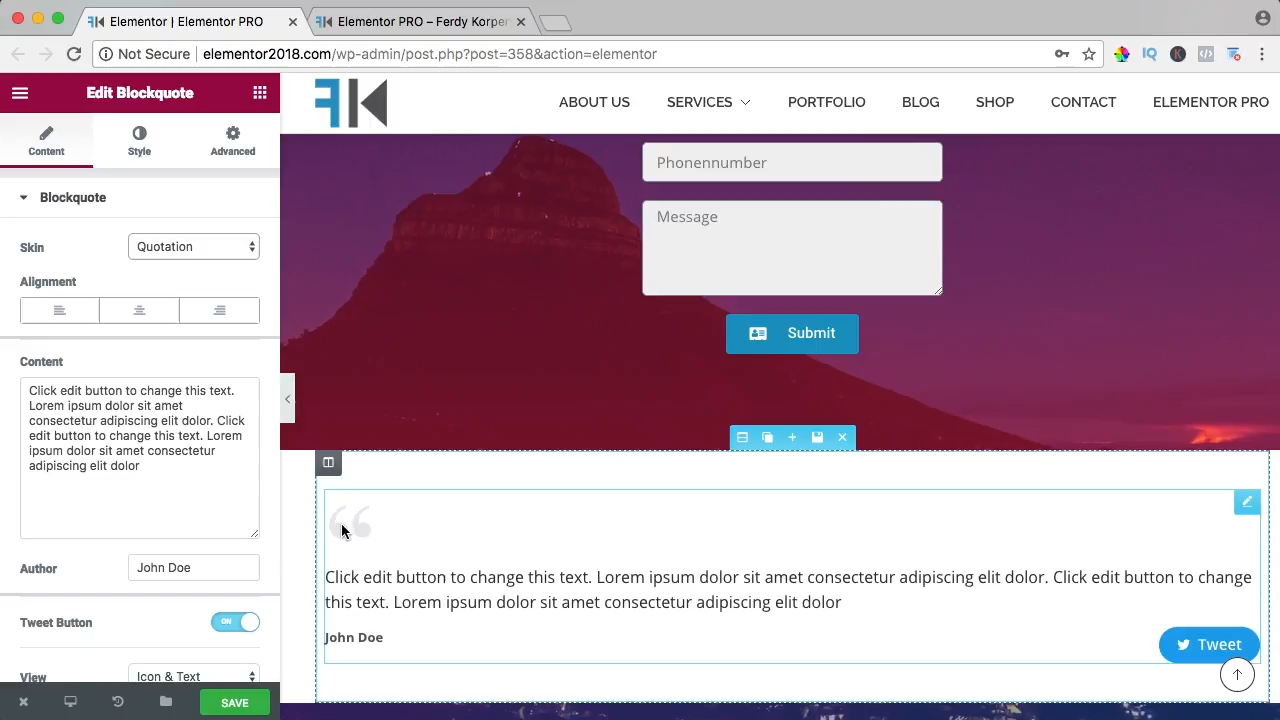 Elementor | Elementor PRO
Elementor PRO – Ferdy Korper
Not Secure
elementor2018.com/wp-admin/post.php?post=358&action=elementor
Edit Blockquote
Content
Style
Advanced
Blockquote
Skin
Quotation
Alignment
Content
Click edit button to change this text.
Lorem ipsum dolor sit amet
consectetur adipiscing elit dolor. Click
edit button to change this text. Lorem
ipsum dolor sit amet consectetur
adipiscing elit dolor
Author
John Doe
Tweet Button
ON
View
Icon & Text
SAVE
FK
ABOUT US
SERVICES
PORTFOLIO
BLOG
SHOP
CONTACT
ELEMENTOR PRO
Phonennumber
Message
Submit
“
Click edit button to change this text. Lorem ipsum dolor sit amet consectetur adipiscing elit dolor. Click edit button to change
this text. Lorem ipsum dolor sit amet consectetur adipiscing elit dolor
John Doe
Tweet